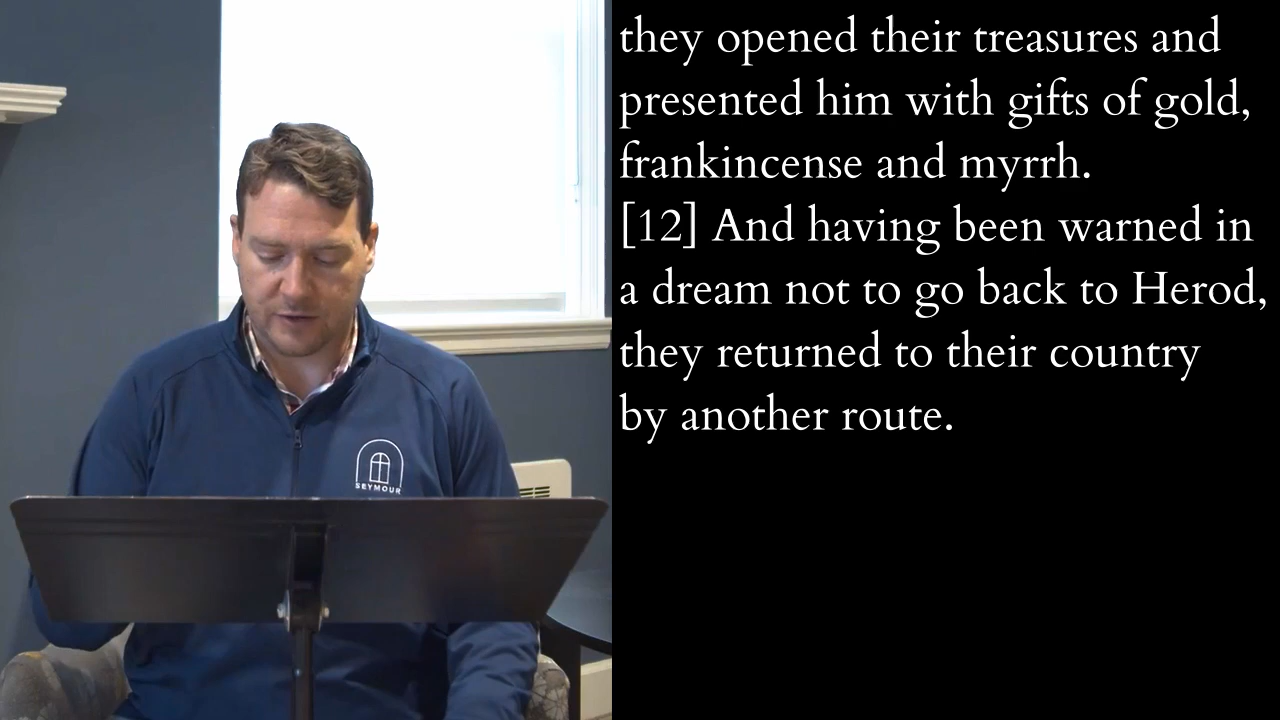 they opened their treasures and
presented him with gifts of gold,
frankincense and myrrh.
[12] And having been warned in
a dream not to go back to Herod,
they returned to their country
by another route.
SEYMOUR